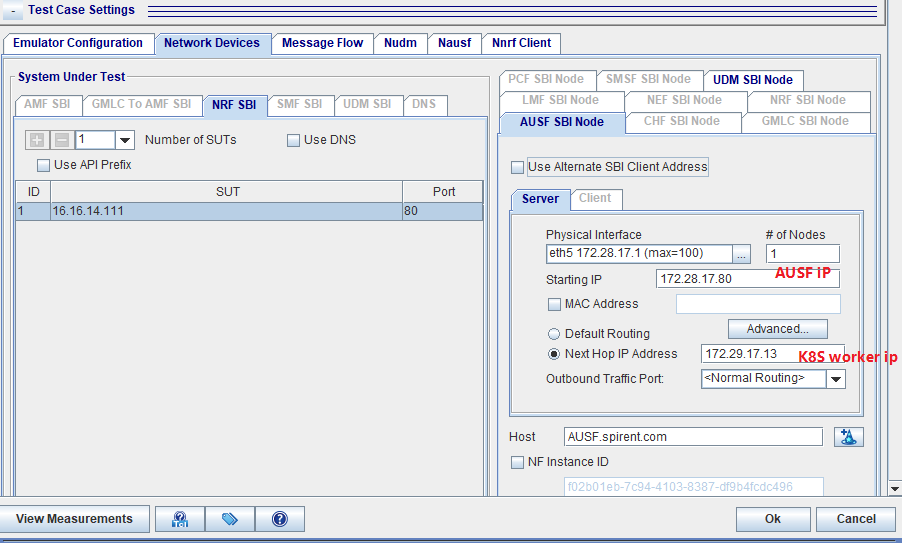 - Test Case Settings
Emulator Configuration Network Devices Message Flow Nudm Nausf Nnrf Client
System Under Test
AMF SBI GMLC To AMF SBI NRF SBI SMF SBI UDM SBI DNS
1 Number of SUTs Use DNS
Use API Prefix
ID SUT Port
1 16.16.14.111 80
PCF SBI Node SMSF SBI Node UDM SBI Node
LMF SBI Node NEF SBI Node NRF SBI Node
AUSF SBI Node CHF SBI Node GMLC SBI Node
Use Alternate SBI Client Address
Server Client
Physical Interface # of Nodes
eth5 172.28.17.1 (max=100) ... 1
AUSF IP
Starting IP 172.28.17.80
MAC Address
Default Routing Advanced...
Next Hop IP Address 172.29.17.13 K8S worker ip
Outbound Traffic Port: <Normal Routing>
Host AUSF.spirent.com
NF Instance ID
f02b01eb-7c94-4103-8387-df9b4fcdc496
View Measurements Tcl ? Ok Cancel